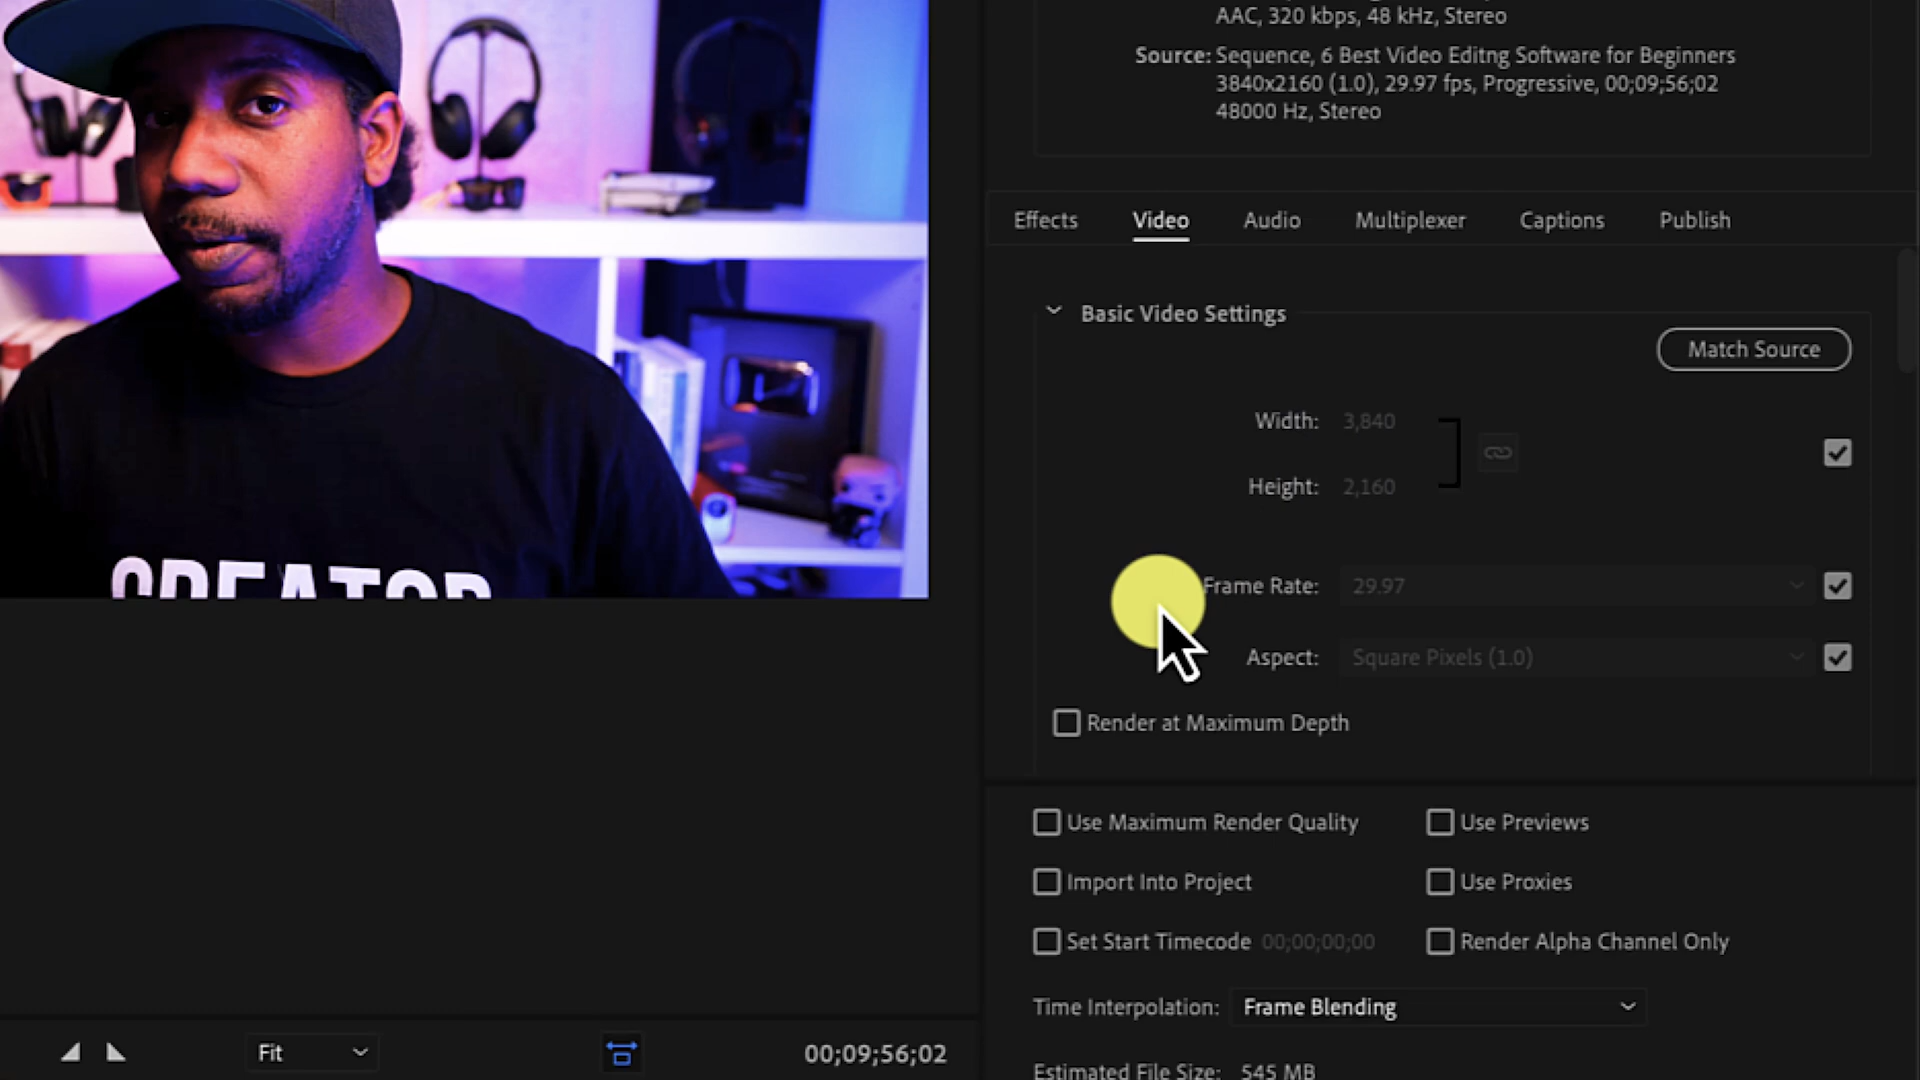 AAC, 320 kbps, 48 kHz, Stereo
Source: Sequence, 6 Best Video Editng Software for Beginners
3840x2160 (1.0), 29.97 fps, Progressive, 00;09;56;02
48000 Hz, Stereo
Effects Video Audio Multiplexer Captions Publish
Basic Video Settings
Match Source
Width: 3,840
Height: 2,160
Frame Rate: 29.97
Aspect: Square Pixels (1.0)
Render at Maximum Depth
Use Maximum Render Quality Use Previews
Import Into Project Use Proxies
Set Start Timecode 00;00;00;00 Render Alpha Channel Only
Time Interpolation: Frame Blending
Estimated File Size: 545 MB
CREATOR
Fit 00;09;56;02